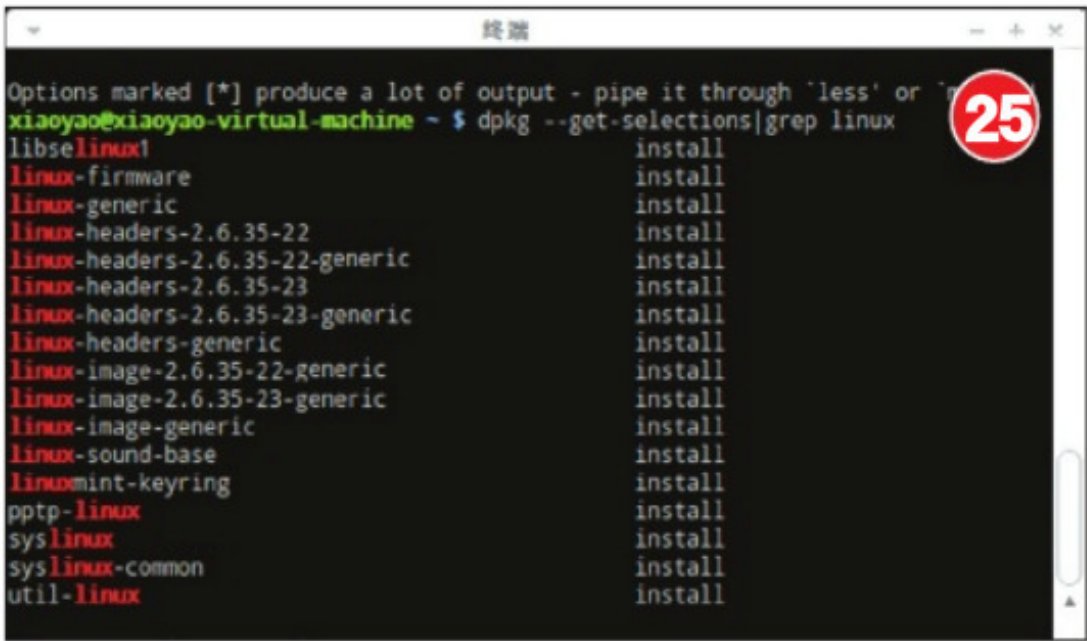 终端
Options marked [*] produce a lot of output - pipe it through `less' or
25
xiaoyao@xiaoyao-virtual-machine ~ $ dpkg --get-selections|grep linux
libselinux1 install
linux-firmware install
linux-generic install
linux-headers-2.6.35-22 install
linux-headers-2.6.35-22-generic install
linux-headers-2.6.35-23 install
linux-headers-2.6.35-23-generic install
linux-headers-generic install
linux-image-2.6.35-22-generic install
linux-image-2.6.35-23-generic install
linux-image-generic install
linux-sound-base install
linuxmint-keyring install
pptp-linux install
syslinux install
syslinux-common install
util-linux install